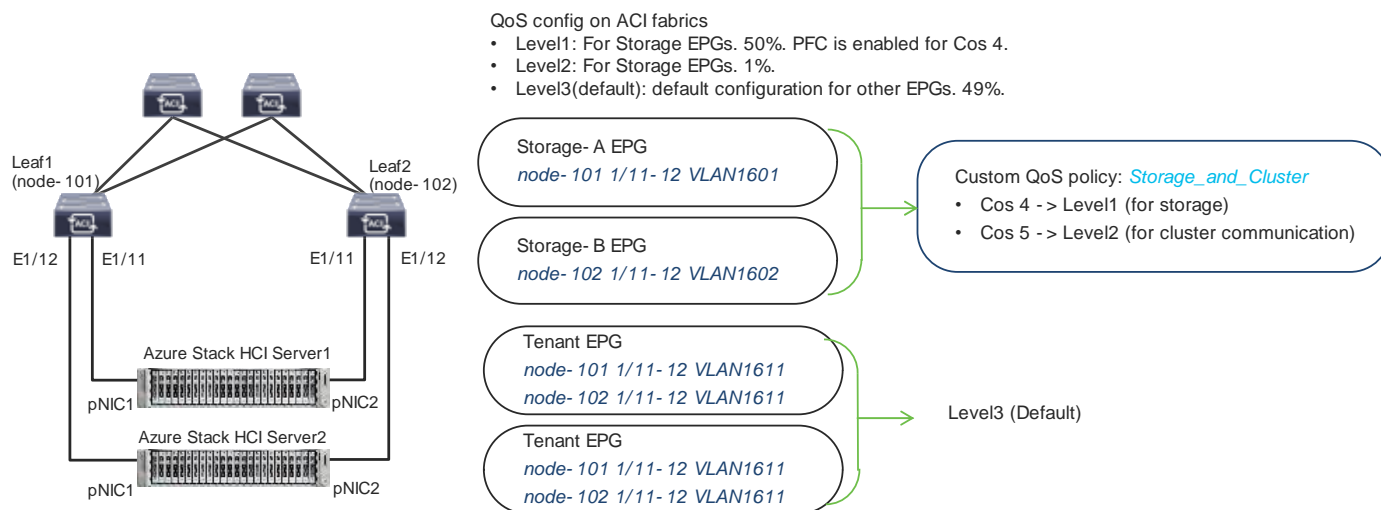 QoS config on ACI fabrics
• Level1: For Storage EPGs. 50%. PFC is enabled for Cos 4.
• Level2: For Storage EPGs. 1%.
• Level3(default): default configuration for other EPGs. 49%.
ACI
ACI
Leaf1
(node- 101)
Leaf2
(node- 102)
ACI
ACI
E1/12
E1/11
E1/11
E1/12
Azure Stack HCI Server1
pNIC1
pNIC2
Azure Stack HCI Server2
pNIC1
pNIC2
Storage- A EPG
node- 101 1/11- 12 VLAN1601
Storage- B EPG
node- 102 1/11- 12 VLAN1602
Custom QoS policy: Storage_and_Cluster
• Cos 4 - > Level1 (for storage)
• Cos 5 - > Level2 (for cluster communication)
Tenant EPG
node- 101 1/11- 12 VLAN1611
node- 102 1/11- 12 VLAN1611
Tenant EPG
node- 101 1/11- 12 VLAN1611
node- 102 1/11- 12 VLAN1611
Level3 (Default)